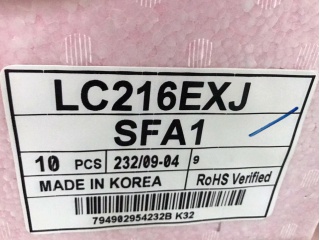 LC216EXJ
SFA1
10 PCS 232/09-04 9
MADE IN KOREA RoHS Verified
794902954232B K32